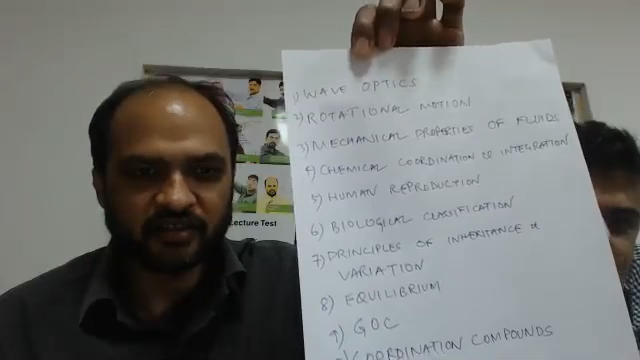 Lecture Test
1) WAVE OPTICS
2) ROTATIONAL MOTION
3) MECHANICAL PROPERTIES OF FLUIDS
4) CHEMICAL COORDINATION & INTEGRATION
5) HUMAN REPRODUCTION
6) BIOLOGICAL CLASSIFICATION
7) PRINCIPLES OF INHERITANCE &
VARIATION
8) EQUILIBRIUM
9) GOC
) COORDINATION COMPOUNDS